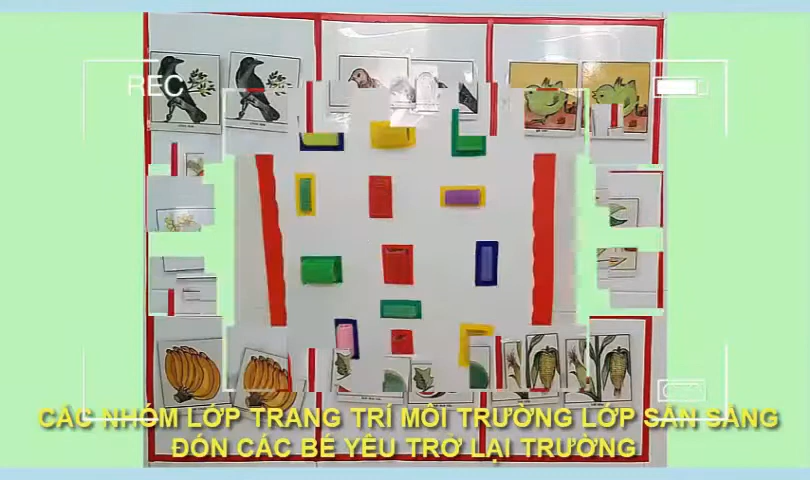 REC
CÁC NHÓM LỚP TRANG TRÍ MÔI TRƯỜNG LỚP SẴN SÀNG
ĐÓN CÁC BÉ YÊU TRỞ LẠI TRƯỜNG